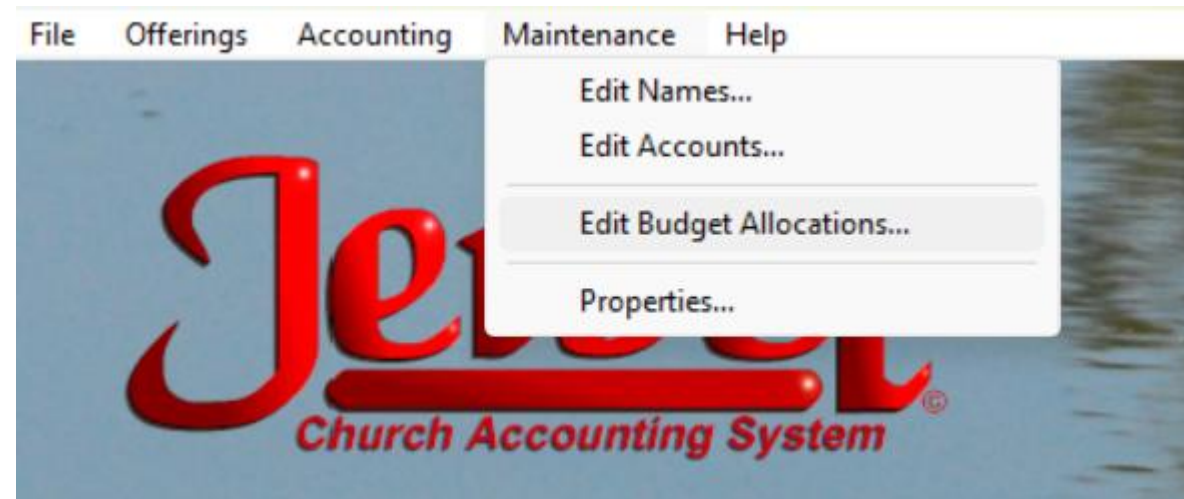 File Offerings Accounting Maintenance Help
Edit Names...
Edit Accounts...
Edit Budget Allocations...
Properties...
©
Church Accounting System